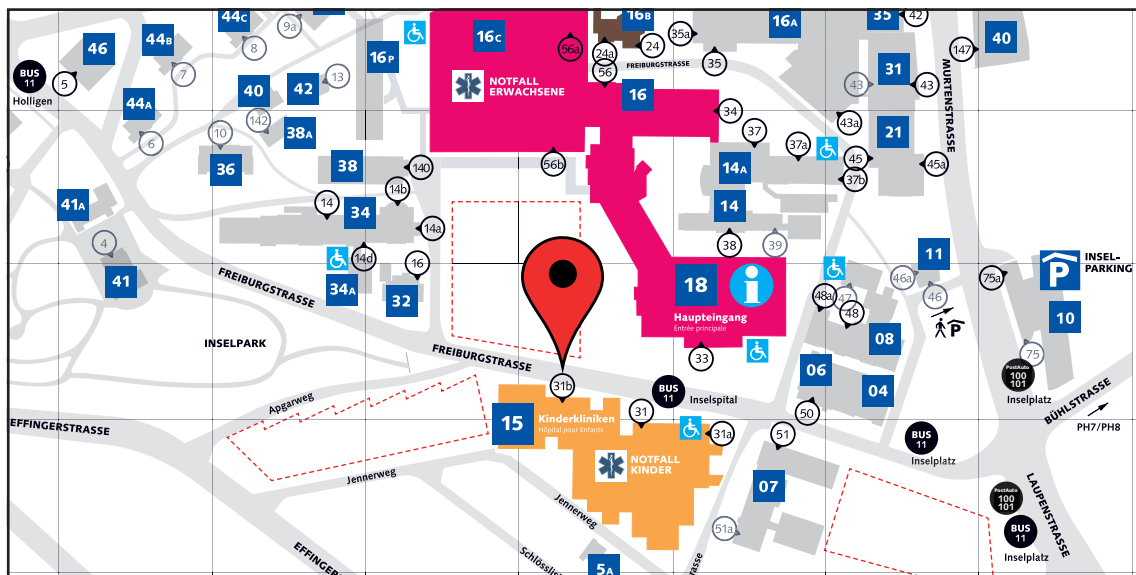 44C
9a
16C
16B
16A
35
42
46
44B
8
7
16P
56a
24a
24
35a
35
147
40
BUS
11
Holligen
5
56
FREIBURGSTRASSE
MURTENSTRASSE
NOTFALL
ERWACHSENE
16
13
42
40
31
43
43
44A
142
38A
34
43a
6
10
37
37a
21
36
38
140
56b
14A
45
45a
37b
41A
14
34
14b
14
14a
38
39
4
14d
16
11
41
34A
32
FREIBURGSTRASSE
18
Haupteingang
Entrée principale
48a
47
48
46a
46
75a
P
INSEL-
PARKING
10
P
08
75
33
INSELPARK
FREIBURGSTRASSE
06
04
PostAuto
100
101
Inselplatz
31b
BUS
11
Inselspital
Apgarweg
15
Kinderkliniken
Hôpital pour Enfants
31
31a
50
51
BÜHLSTRASSE
PH7/PH8
EFFINGERSTRASSE
BUS
11
Inselplatz
NOTFALL
KINDER
Jennerweg
07
Jennerweg
LAUPENSTRASSE
PostAuto
100
101
BUS
11
Inselplatz
51a
EFFINGERS
Schlössli
5A
strasse